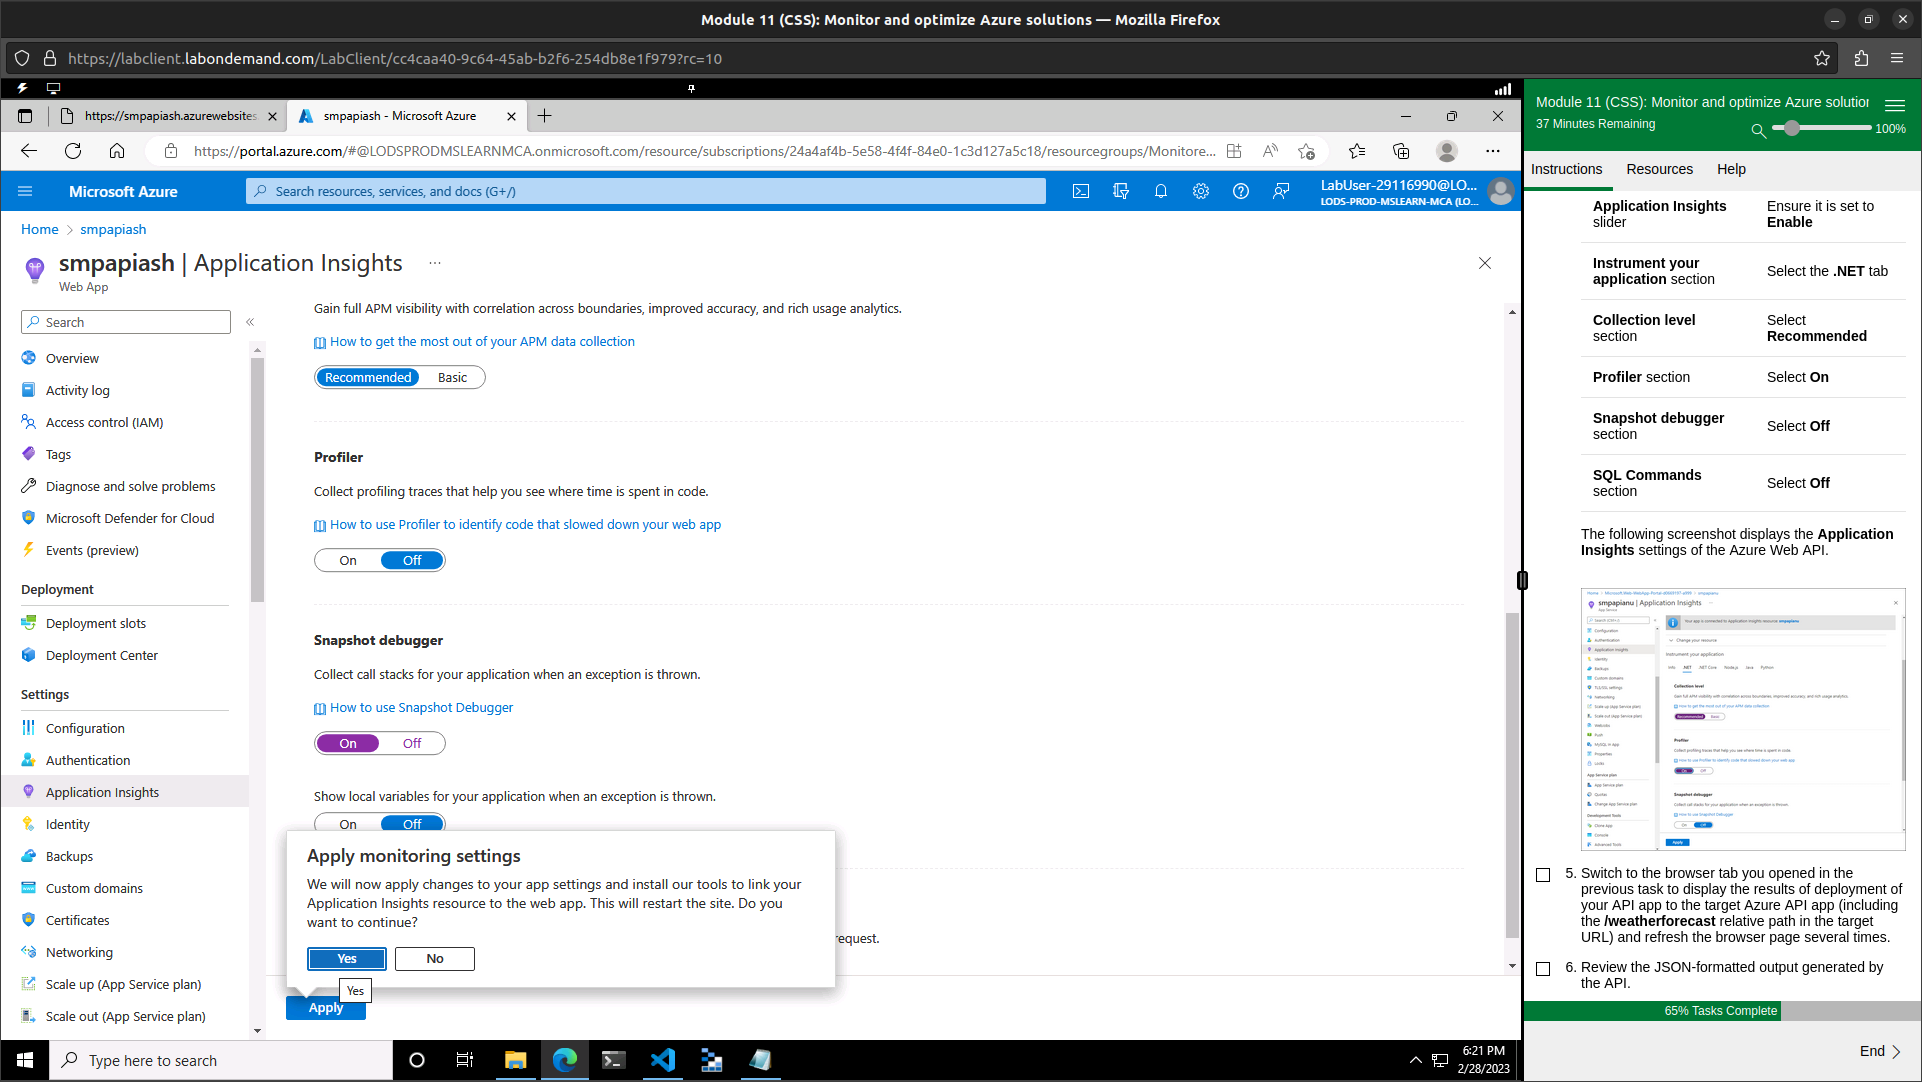 Module 11 (CSS): Monitor and optimize Azure solutions — Mozilla Firefox
https://labclient.labondemand.com/LabClient/cc4caa40-9c64-45ab-b2f6-254db8e1f979?rc=10
https://smpapiash.azurewebsites.
smpapiash - Microsoft Azure
https://portal.azure.com/#@LODSPRODMSLEARNMCA.onmicrosoft.com/resource/subscriptions/24a4af4b-5e58-4f4f-84e0-1c3d127a5c18/resourcegroups/Monitore...
Microsoft Azure
Search resources, services, and docs (G+/)
LabUser-29116990@LO...
LODS-PROD-MSLEARN-MCA (LO...
Home > smpapiash
smpapiash | Application Insights
Web App
Search
Overview
Activity log
Access control (IAM)
Tags
Diagnose and solve problems
Microsoft Defender for Cloud
Events (preview)
Deployment
Deployment slots
Deployment Center
Settings
Configuration
Authentication
Application Insights
Identity
Backups
Custom domains
Certificates
Networking
Scale up (App Service plan)
Scale out (App Service plan)
Gain full APM visibility with correlation across boundaries, improved accuracy, and rich usage analytics.
How to get the most out of your APM data collection
Recommended Basic
Profiler
Collect profiling traces that help you see where time is spent in code.
How to use Profiler to identify code that slowed down your web app
On Off
Snapshot debugger
Collect call stacks for your application when an exception is thrown.
How to use Snapshot Debugger
On Off
Show local variables for your application when an exception is thrown.
On Off
Apply monitoring settings
We will now apply changes to your app settings and install our tools to link your
Application Insights resource to the web app. This will restart the site. Do you
want to continue?
request.
Yes No
Yes
Apply
Type here to search
6:21 PM
2/28/2023
Module 11 (CSS): Monitor and optimize Azure solution
37 Minutes Remaining
100%
Instructions Resources Help
Application Insights slider Ensure it is set to Enable
Instrument your application section Select the .NET tab
Collection level section Select Recommended
Profiler section Select On
Snapshot debugger section Select Off
SQL Commands section Select Off
The following screenshot displays the Application
Insights settings of the Azure Web API.
smpapianu | Application Insights
5. Switch to the browser tab you opened in the
previous task to display the results of deployment of
your API app to the target Azure API app (including
the /weatherforecast relative path in the target
URL) and refresh the browser page several times.
6. Review the JSON-formatted output generated by
the API.
65% Tasks Complete
End